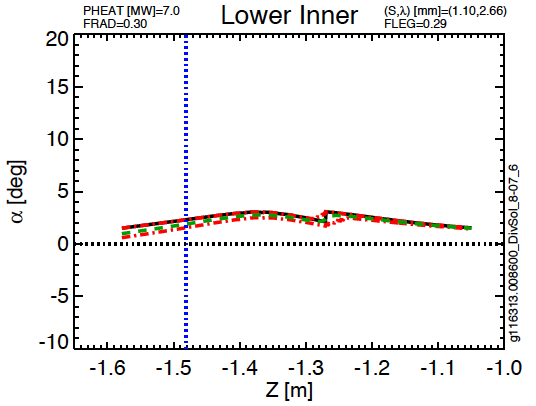 PHEAT [MW]=7.0
FRAD=0.30
Lower Inner
(S,λ) [mm]=(1.10,2.66)
FLEG=0.29
20
15
10
5
0
-5
-10
α [deg]
-1.6 -1.5 -1.4 -1.3 -1.2 -1.1 -1.0
Z [m]
g116313.008600_DivSol_8-07_6